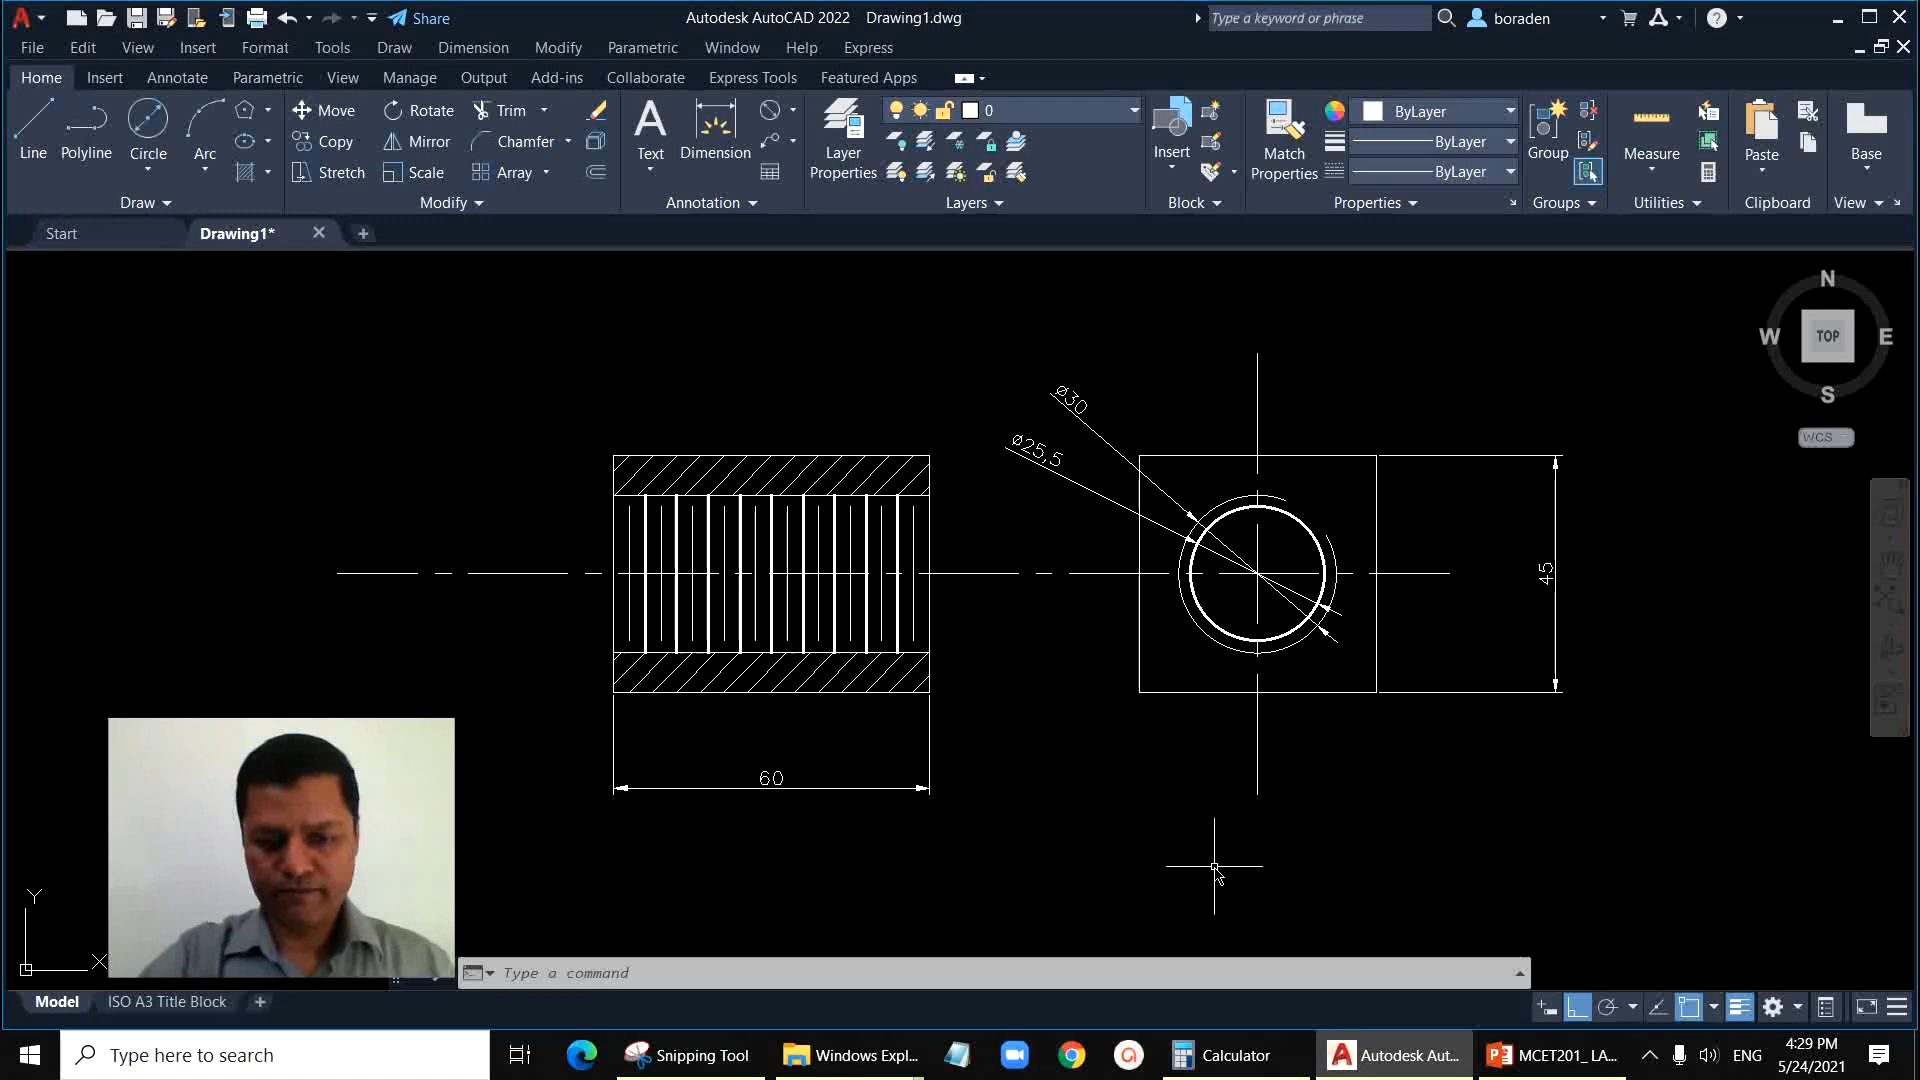 Share
Autodesk AutoCAD 2022 Drawing1.dwg
Type a keyword or phrase
boraden
File Edit View Insert Format Tools Draw Dimension Modify Parametric Window Help Express
Home Insert Annotate Parametric View Manage Output Add-ins Collaborate Express Tools Featured Apps
Move Rotate Trim
Copy Mirror Chamfer
Stretch Scale Array
Line Polyline Circle Arc
Text Dimension
Layer Properties
0
Insert
Match Properties
ByLayer
ByLayer
ByLayer
Group
Measure
Paste
Base
Draw Modify Annotation Layers Block Properties Groups Utilities Clipboard View
Start Drawing1*
N
W TOP E
S
WCS
Ø30
Ø25,5
45
60
Y
X
Type a command
Model ISO A3 Title Block
Type here to search
Snipping Tool
Windows Expl...
Calculator
Autodesk Aut...
MCET201_ LA...
ENG
4:29 PM
5/24/2021